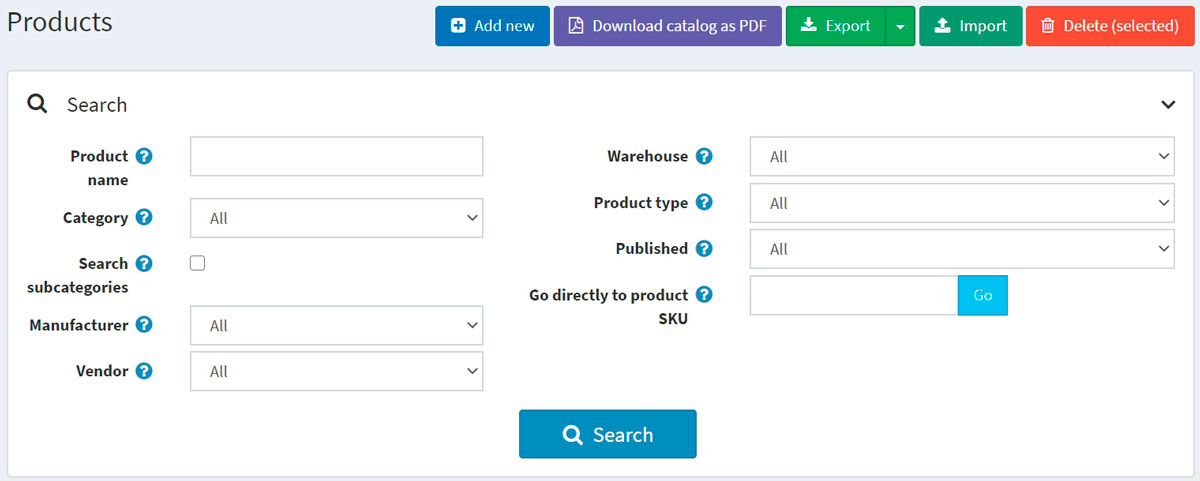 Products
Add new
Download catalog as PDF
Export
Import
Delete (selected)
Search
Product
name
Category
All
Search
subcategories
Manufacturer
All
Vendor
All
Warehouse
All
Product type
All
Published
All
Go directly to product
SKU
Go
Search